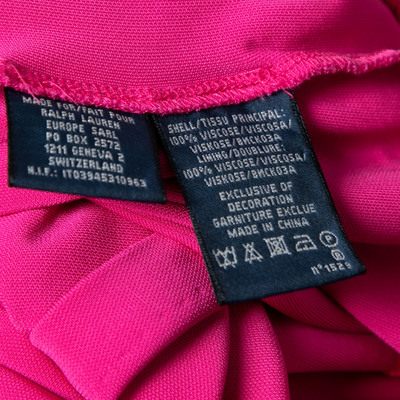 MADE FOR/FAIT POUR
RALPH LAUREN
EUROPE SARL
PO BOX 2572
1211 GENEVA 2
SWITZERLAND
N.I.F.: IT03945310963
SHELL/TISSU PRINCIPAL:
100% VISCOSE/VISCOSA/
VISKOSE/ВИСКОЗА
LINING/DOUBLURE:
100% VISCOSE/VISCOSA/
VISKOSE/ВИСКОЗА
EXCLUSIVE OF
DECORATION
GARNITURE EXCLUE
MADE IN CHINA
P
n°1529